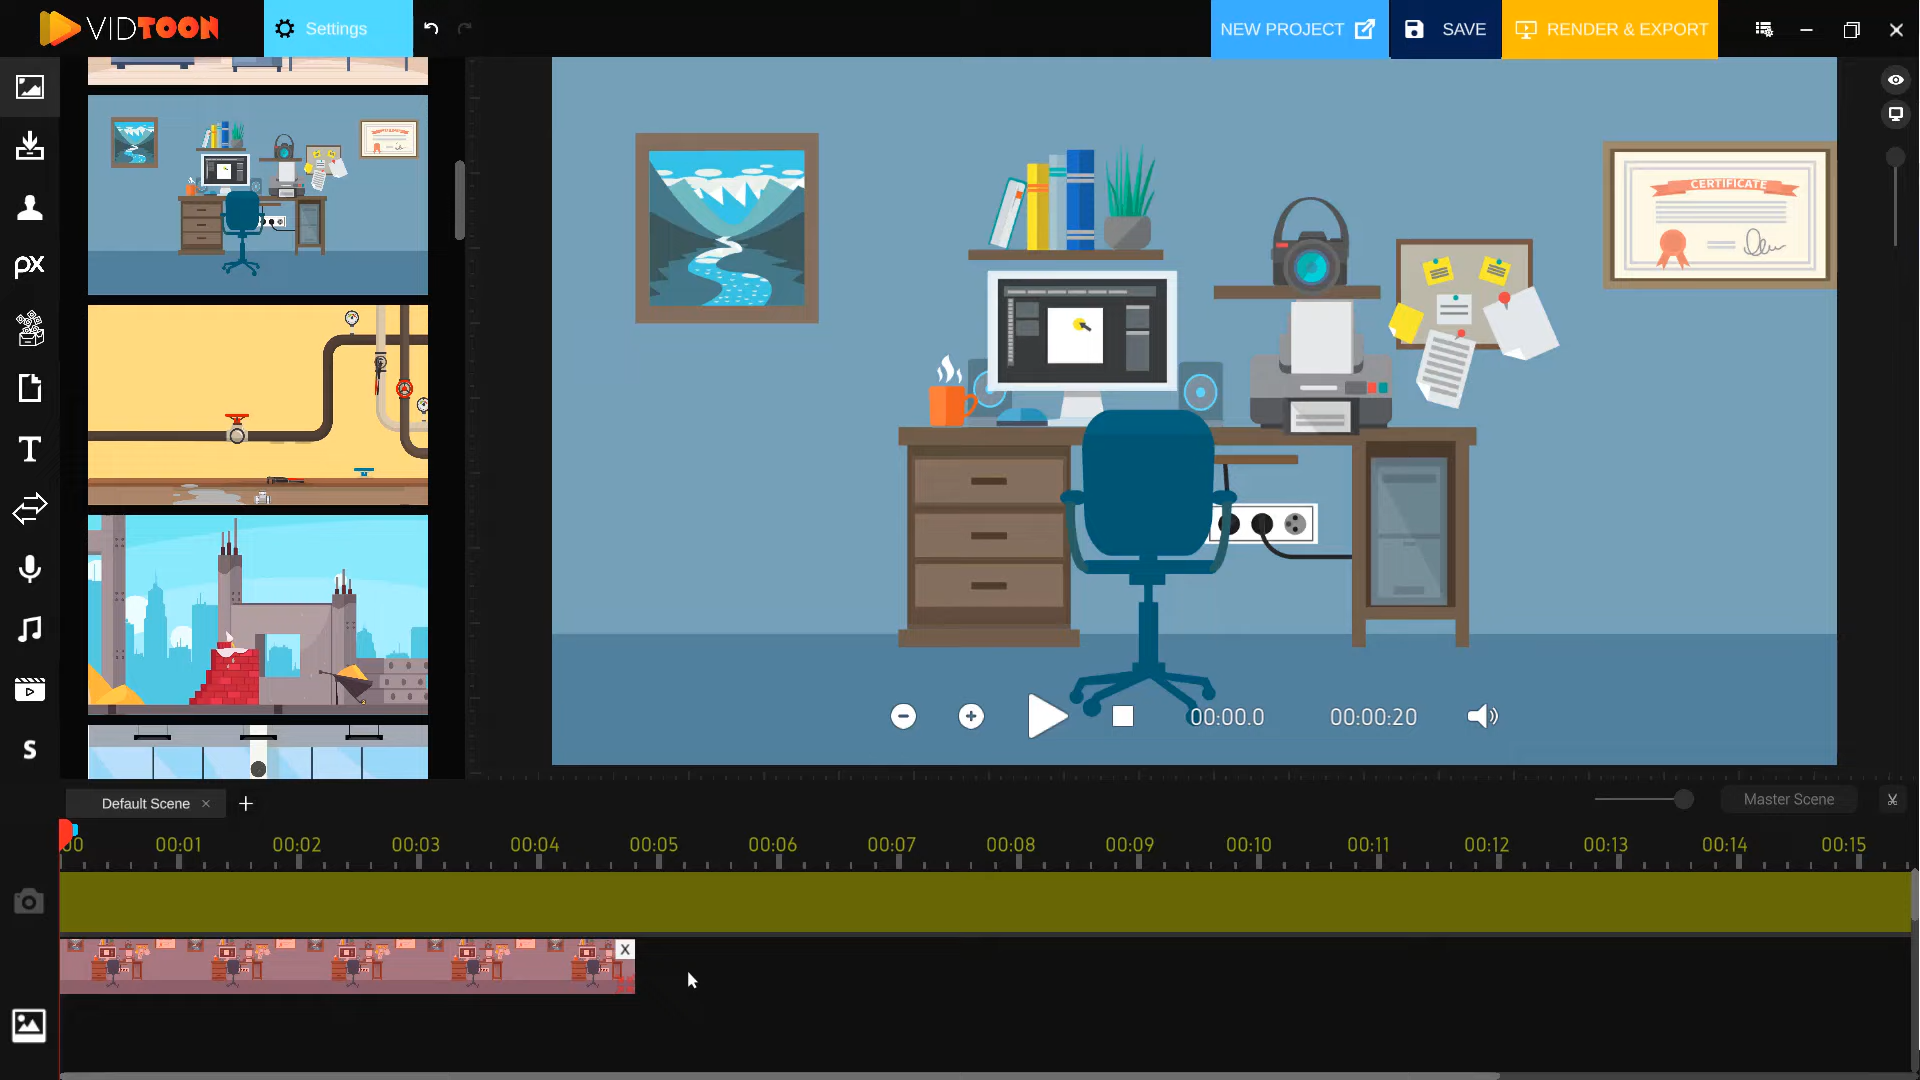 VIDTOON
Settings
NEW PROJECT
SAVE
RENDER & EXPORT
px
T
S
CERTIFICATE
00:00.0
00:00:20
Default Scene
Master Scene
00 00:01 00:02 00:03 00:04 00:05 00:06 00:07 00:08 00:09 00:10 00:11 00:12 00:13 00:14 00:15
X